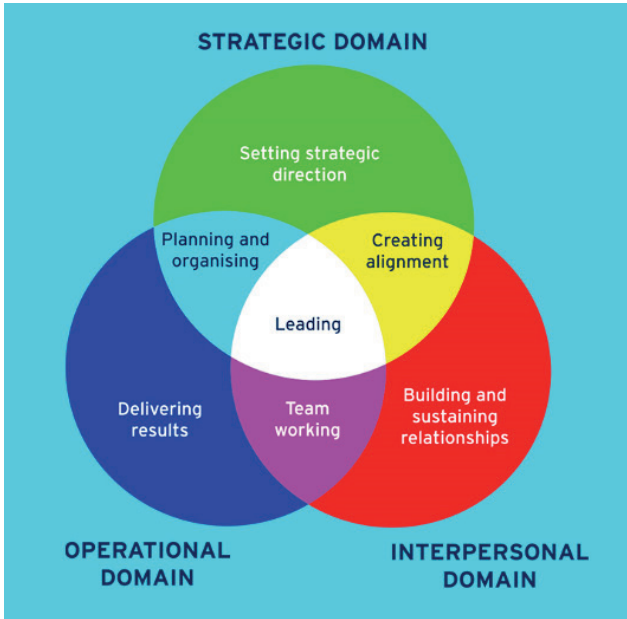 STRATEGIC DOMAIN
Setting strategic
direction
Planning and
organising
Creating
alignment
Leading
Delivering
results
Team
working
Building and
sustaining
relationships
OPERATIONAL
DOMAIN
INTERPERSONAL
DOMAIN